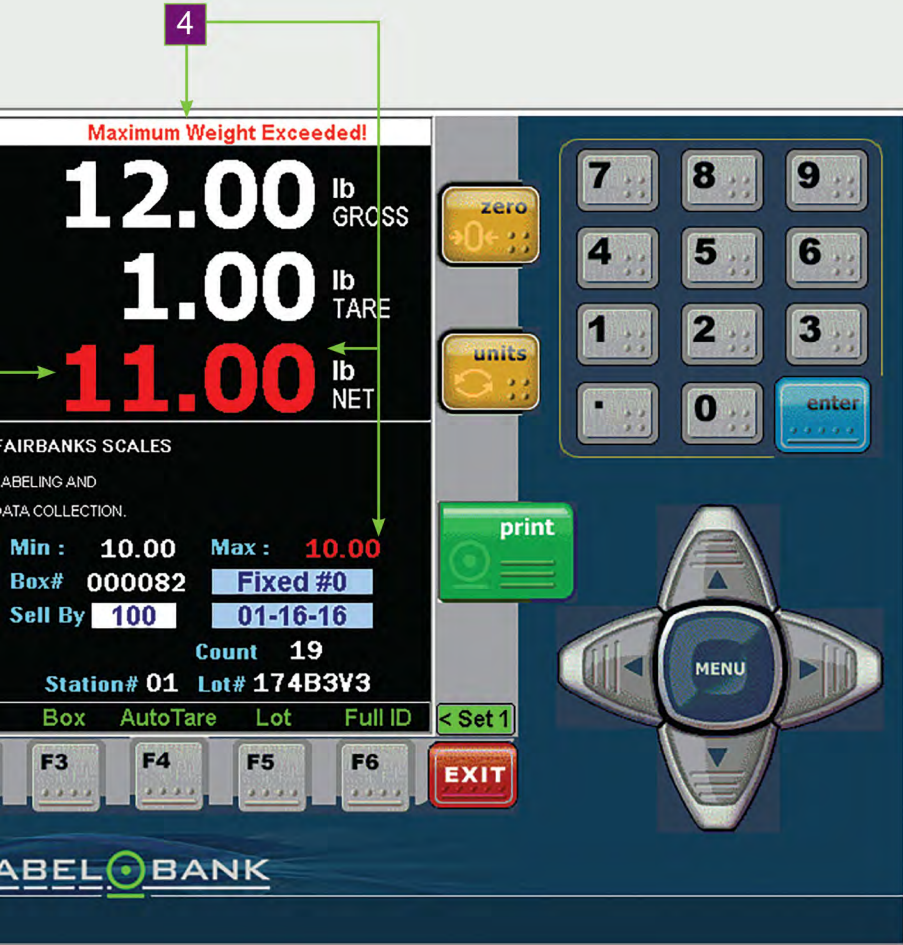 4
Maximum Weight Exceeded!
12.00 lb GROSS
1.00 lb TARE
11.00 lb NET
FAIRBANKS SCALES
ABELING AND
DATA COLLECTION.
Min : 10.00 Max : 10.00
Box# 000082 Fixed #0
Sell By 100 01-16-16
Count 19
Station# 01 Lot# 174B3V3
Box AutoTare Lot Full ID < Set 1
F3 F4 F5 F6 EXIT
zero
→0←
units
print
7 8 9
4 5 6
1 2 3
. 0 enter
MENU
ABEL BANK